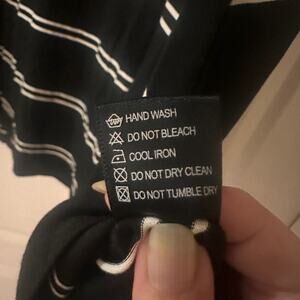 HAND WASH
DO NOT BLEACH
COOL IRON
DO NOT DRY CLEAN
DO NOT TUMBLE DRY